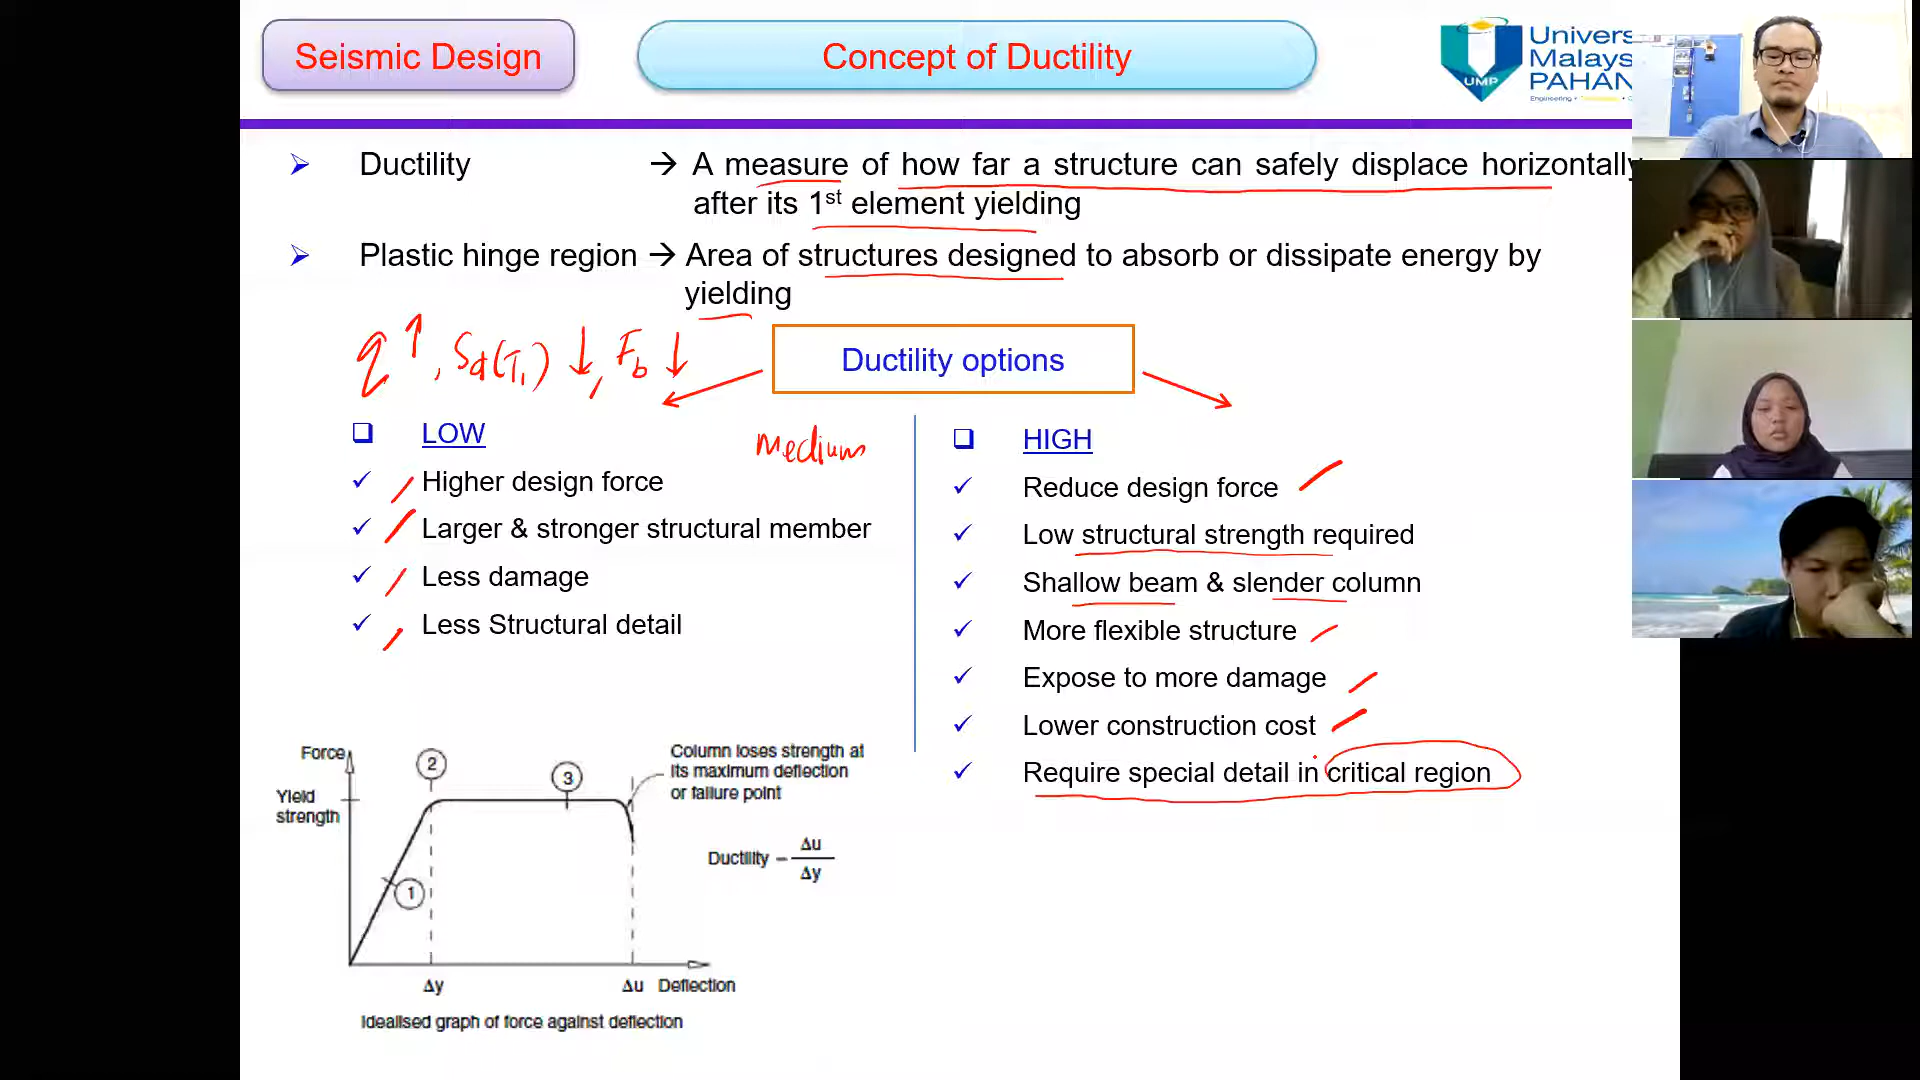 Seismic Design
Concept of Ductility
Univers
Malays
PAHAN
UMP
Ductility → A measure of how far a structure can safely displace horizontally
after its 1st element yielding
Plastic hinge region → Area of structures designed to absorb or dissipate energy by
yielding
q ↑, Sd(T1) ↓, Fb ↓
Ductility options
LOW
Higher design force
Larger & stronger structural member
Less damage
Less Structural detail
Medium
HIGH
Reduce design force
Low structural strength required
Shallow beam & slender column
More flexible structure
Expose to more damage
Lower construction cost
Require special detail in critical region
Force
Yield
strength
1
2
3
Column loses strength at
its maximum deflection
or failure point
Ductility = Δu
Δy
Δy
Δu Deflection
Idealised graph of force against deflection